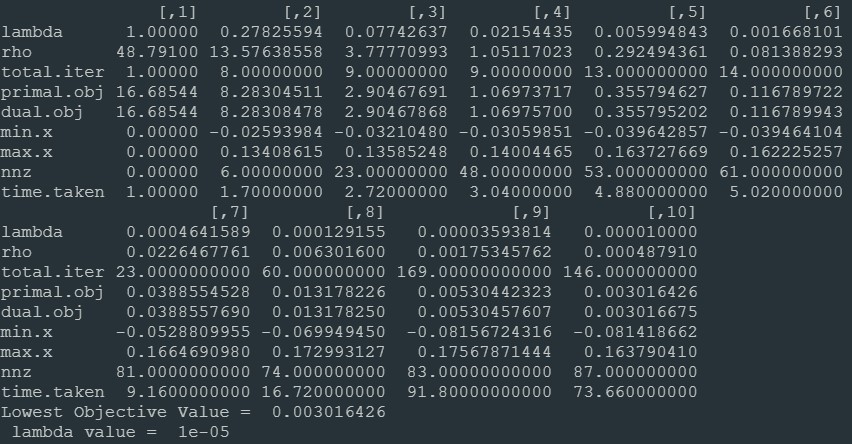 [,1] [,2] [,3] [,4] [,5] [,6]
lambda 1.00000 0.27825594 0.07742637 0.02154435 0.005994843 0.001668101
rho 48.79100 13.57638558 3.77770993 1.05117023 0.292494361 0.081388293
total.iter 1.00000 8.00000000 9.00000000 9.00000000 13.000000000 14.000000000
primal.obj 16.68544 8.28304511 2.90467691 1.06973717 0.355794627 0.116789722
dual.obj 16.68544 8.28308478 2.90467868 1.06975700 0.355795202 0.116789943
min.x 0.00000 -0.02593984 -0.03210480 -0.03059851 -0.039642857 -0.039464104
max.x 0.00000 0.13408615 0.13585248 0.14004465 0.163727669 0.162225257
nnz 0.00000 6.00000000 23.00000000 48.00000000 53.000000000 61.000000000
time.taken 1.00000 1.70000000 2.72000000 3.04000000 4.880000000 5.020000000
[,7] [,8] [,9] [,10]
lambda 0.0004641589 0.000129155 0.00003593814 0.000010000
rho 0.0226467761 0.006301600 0.00175345762 0.000487910
total.iter 23.0000000000 60.000000000 169.00000000000 146.000000000
primal.obj 0.0388554528 0.013178226 0.00530442323 0.003016426
dual.obj 0.0388557690 0.013178250 0.00530457607 0.003016675
min.x -0.0528809955 -0.069949450 -0.08156724316 -0.081418662
max.x 0.1664690980 0.172993127 0.17567871444 0.163790410
nnz 81.0000000000 74.000000000 83.00000000000 87.000000000
time.taken 9.1600000000 16.720000000 91.80000000000 73.660000000
Lowest Objective Value = 0.003016426
lambda value = 1e-05